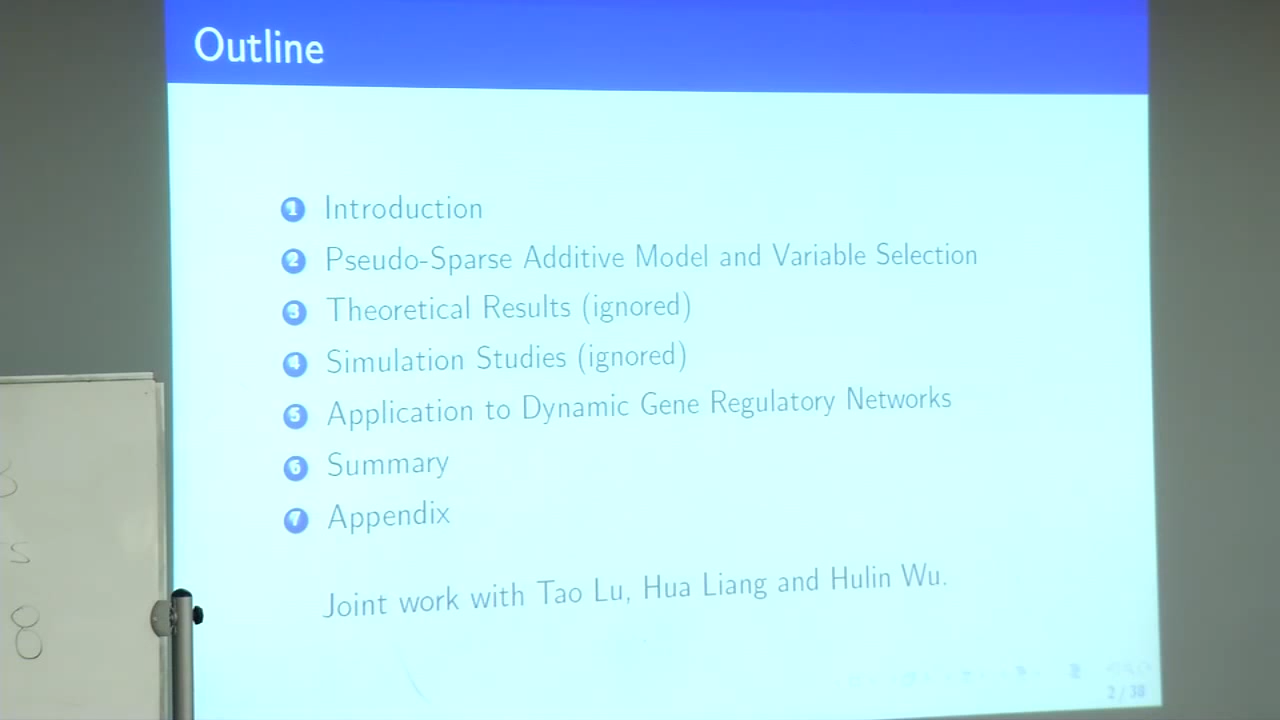 Outline
1 Introduction
2 Pseudo-Sparse Additive Model and Variable Selection
3 Theoretical Results (ignored)
4 Simulation Studies (ignored)
5 Application to Dynamic Gene Regulatory Networks
6 Summary
7 Appendix
Joint work with Tao Lu, Hua Liang and Hulin Wu.
2 / 38
s
8